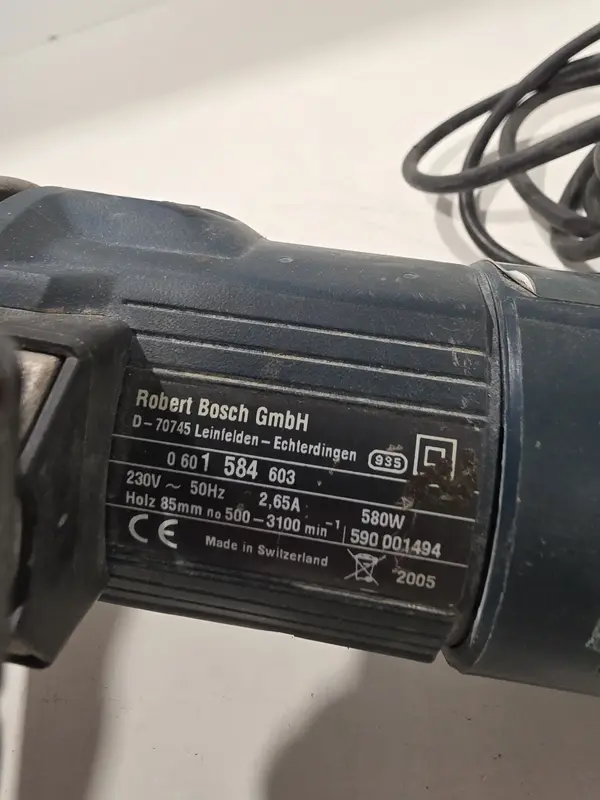 Robert Bosch GmbH
D-70745 Leinfelden-Echterdingen
935
0 601 584 603
230V ~ 50Hz 2,65A 580W
Holz 85mm no 500-3100 min⁻¹ 590 001494
CE Made in Switzerland 2005